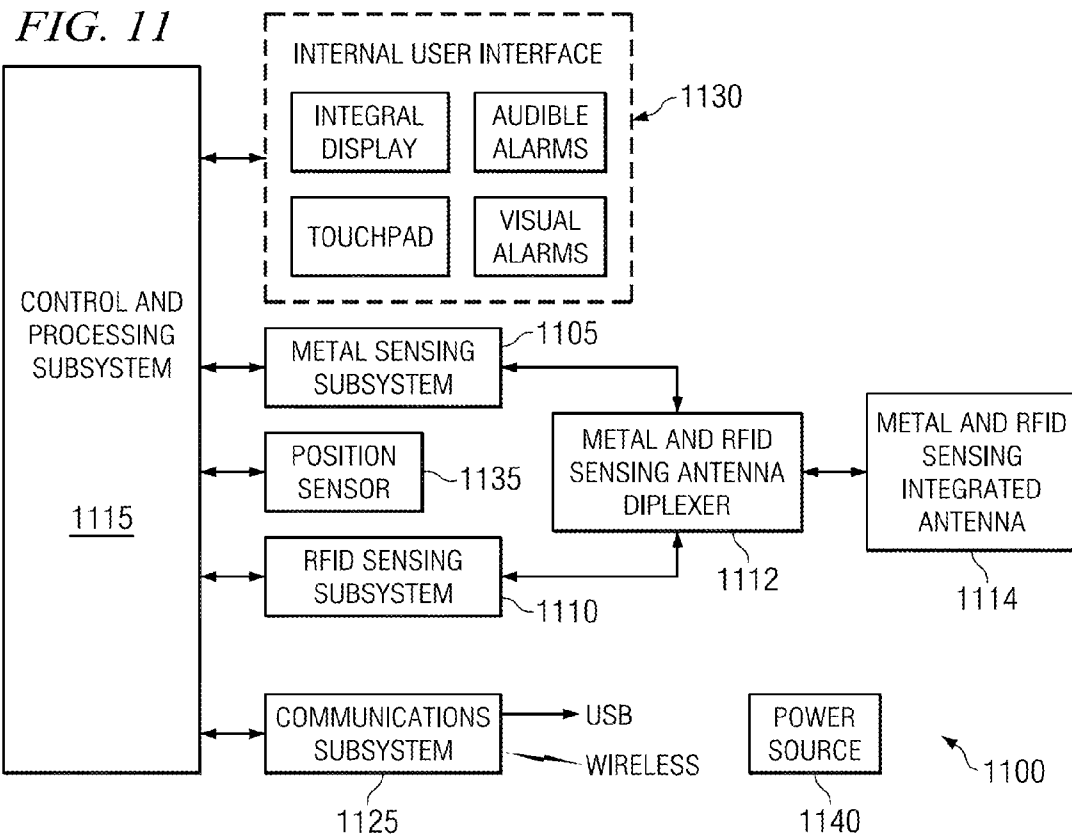 FIG. 11
INTERNAL USER INTERFACE
INTEGRAL
DISPLAY
AUDIBLE
ALARMS
1130
TOUCHPAD
VISUAL
ALARMS
CONTROL AND
PROCESSING
SUBSYSTEM
1115
METAL SENSING
SUBSYSTEM
1105
POSITION
SENSOR
1135
RFID SENSING
SUBSYSTEM
1110
METAL AND RFID
SENSING ANTENNA
DIPLEXER
1112
METAL AND RFID
SENSING
INTEGRATED
ANTENNA
1114
COMMUNICATIONS
SUBSYSTEM
1125
USB
WIRELESS
POWER
SOURCE
1140
1100